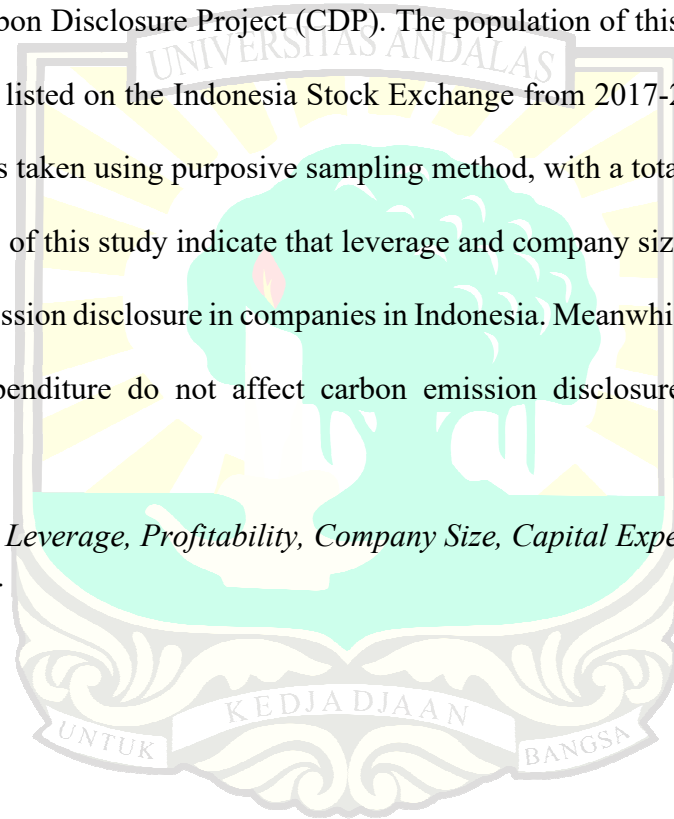 bon Disclosure Project (CDP). The population of this
UNIVERSITAS ANDALAS
listed on the Indonesia Stock Exchange from 2017-2
s taken using purposive sampling method, with a tota
of this study indicate that leverage and company siz
ssion disclosure in companies in Indonesia. Meanwhi
penditure do not affect carbon emission disclosure
Leverage, Profitability, Company Size, Capital Expe
.
KEDJADJAAN
UNTUK BANGSA